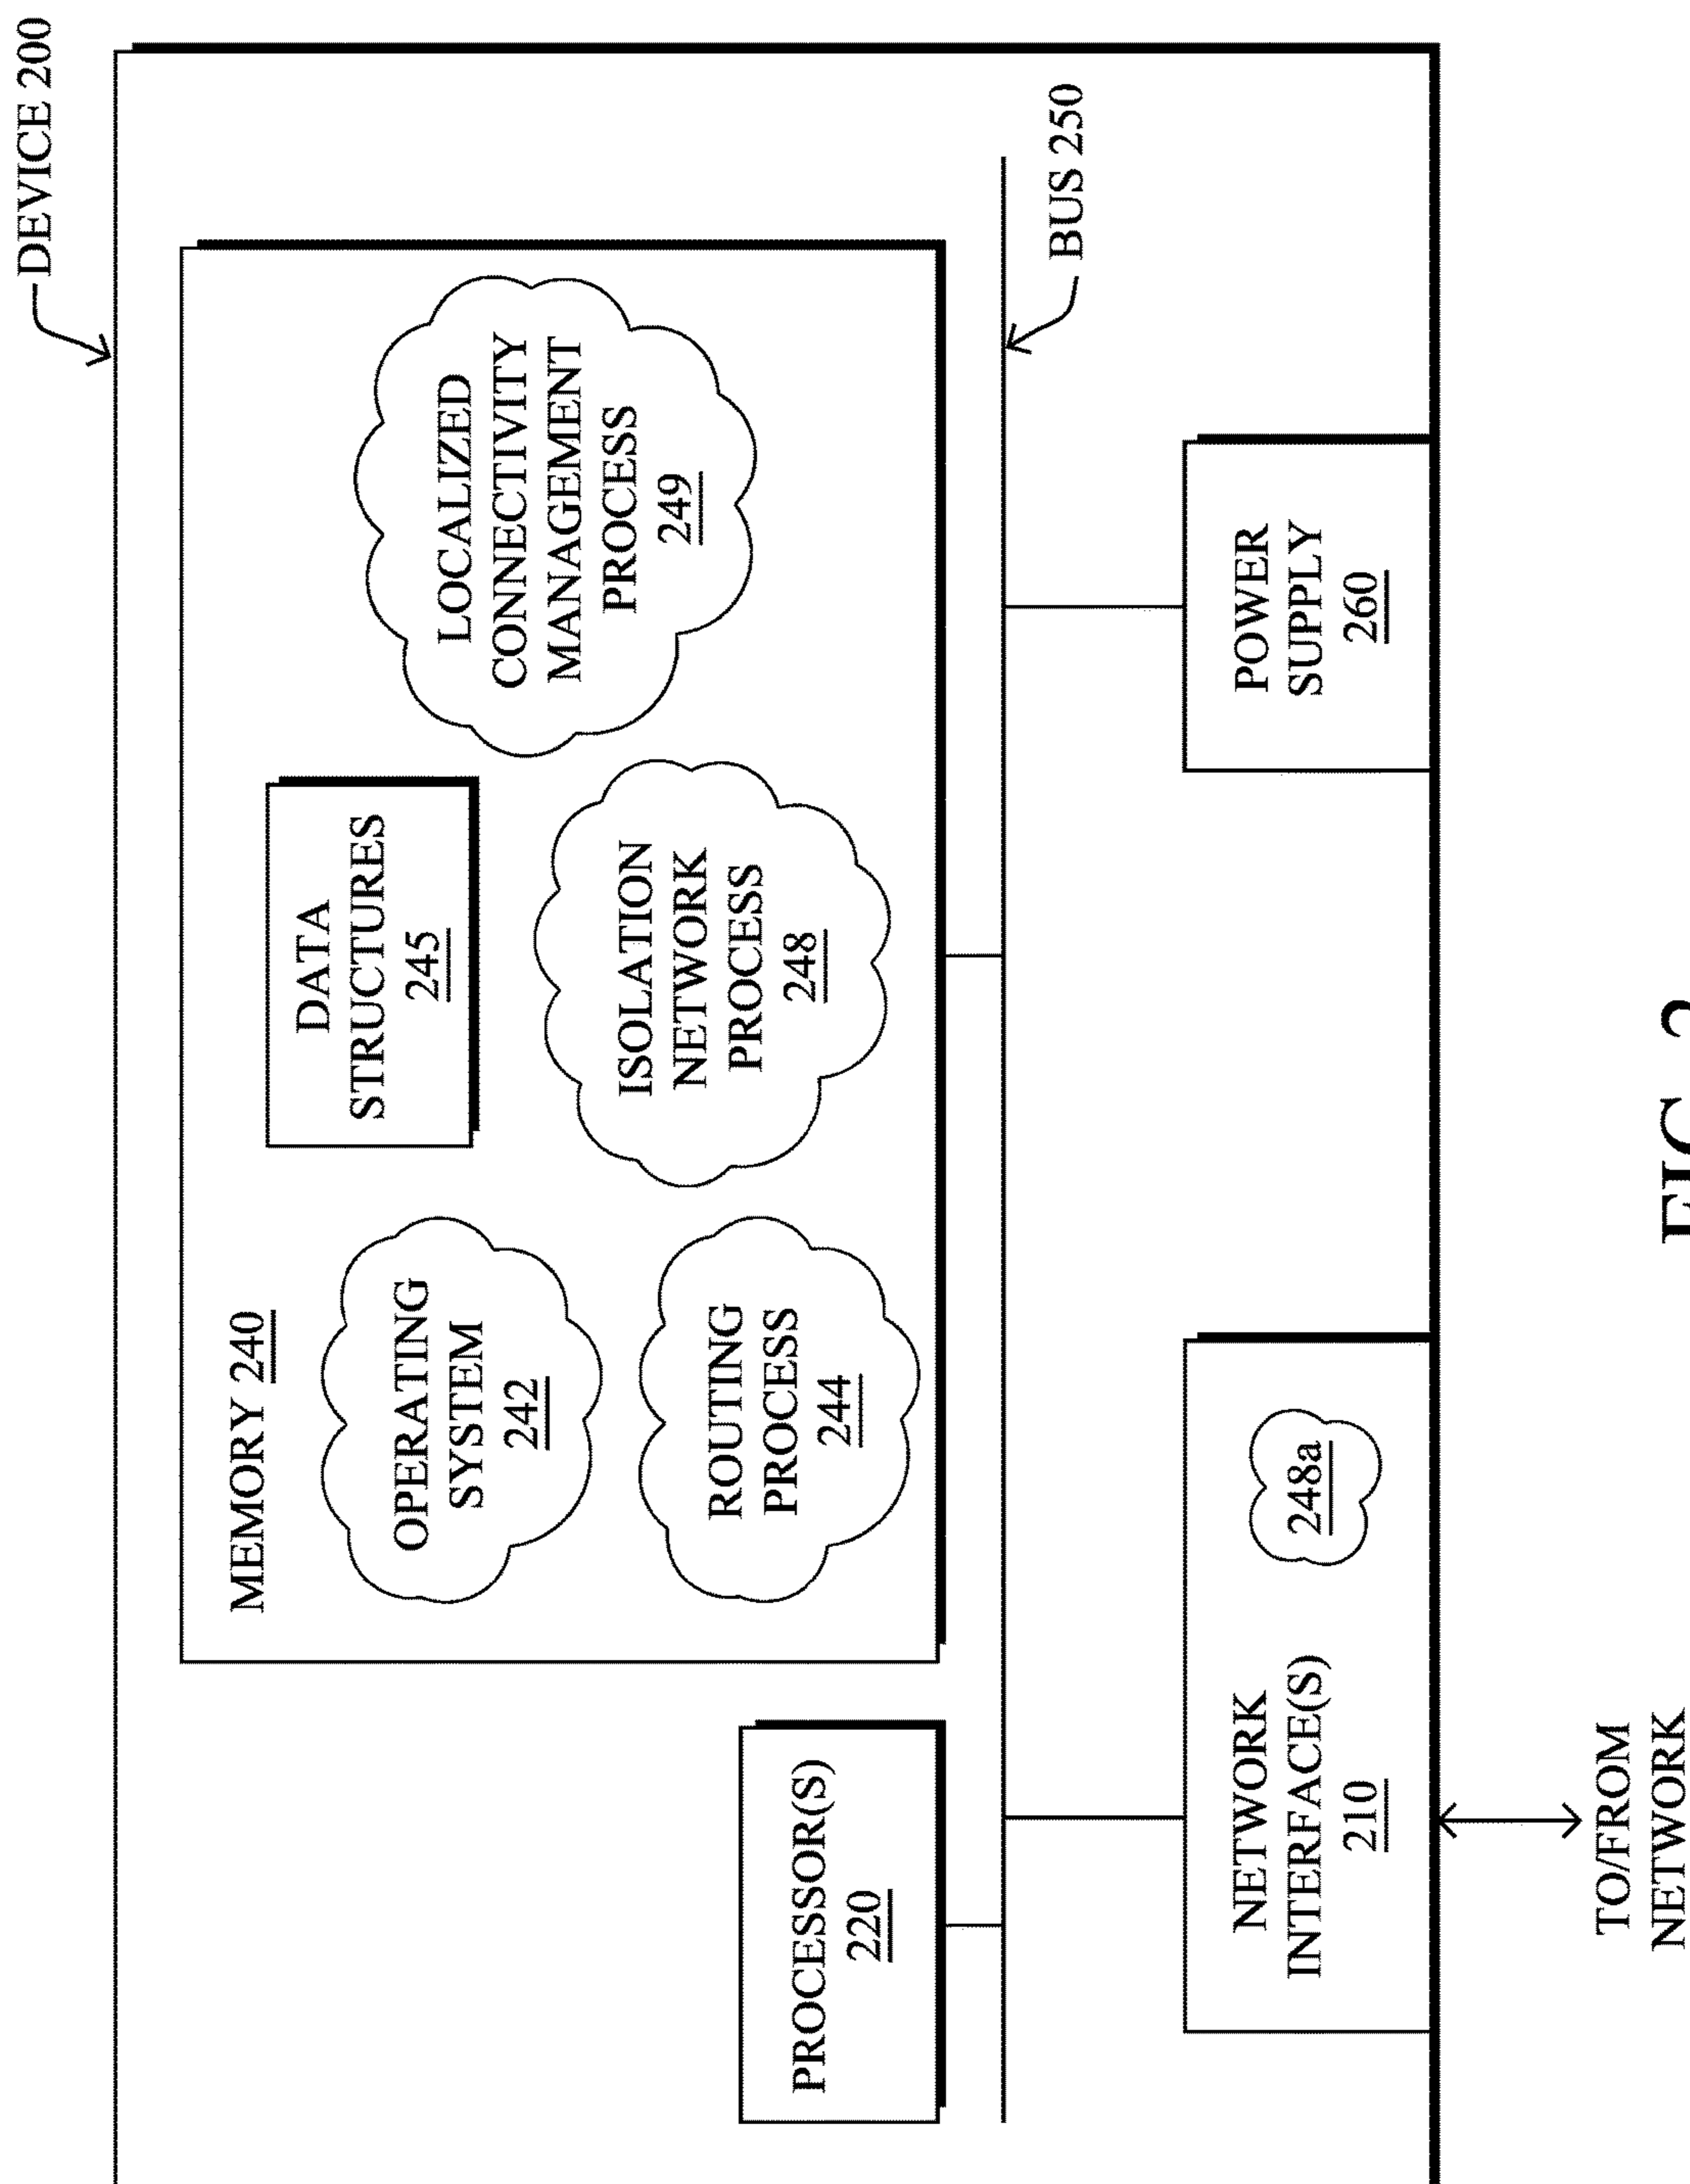 DEVICE 200
MEMORY 240
OPERATING
SYSTEM
242
DATA
STRUCTURES
245
LOCALIZED
CONNECTIVITY
MANAGEMENT
PROCESS
249
ROUTING
PROCESS
244
ISOLATION
NETWORK
PROCESS
248
PROCESSOR(S)
220
BUS 250
NETWORK
INTERFACE(S)
210
248a
POWER
SUPPLY
260
TO/FROM
NETWORK